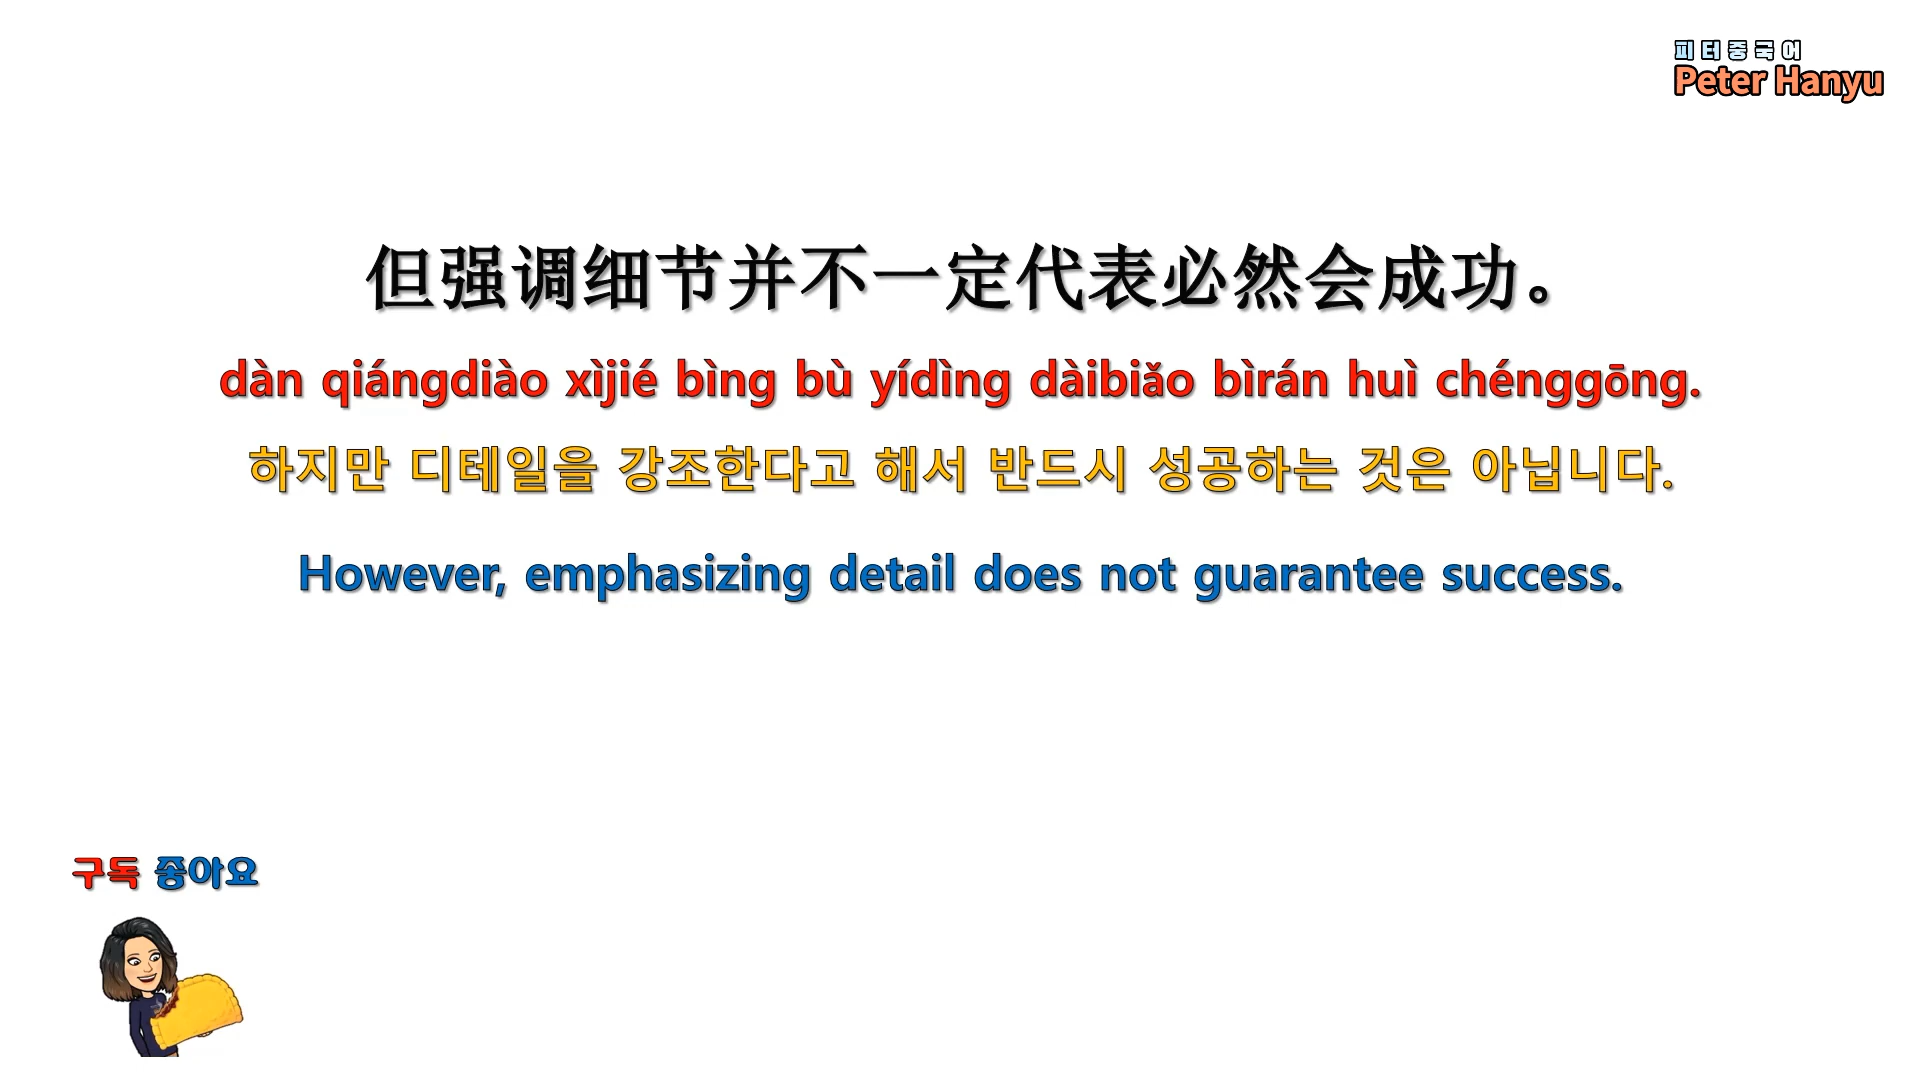 피터중국어
Peter Hanyu
但强调细节并不一定代表必然会成功。
dàn qiángdiào xìjié bìng bù yídìng dàibiǎo bìrán huì chénggōng.
하지만 디테일을 강조한다고 해서 반드시 성공하는 것은 아닙니다.
However, emphasizing detail does not guarantee success.
구독 좋아요